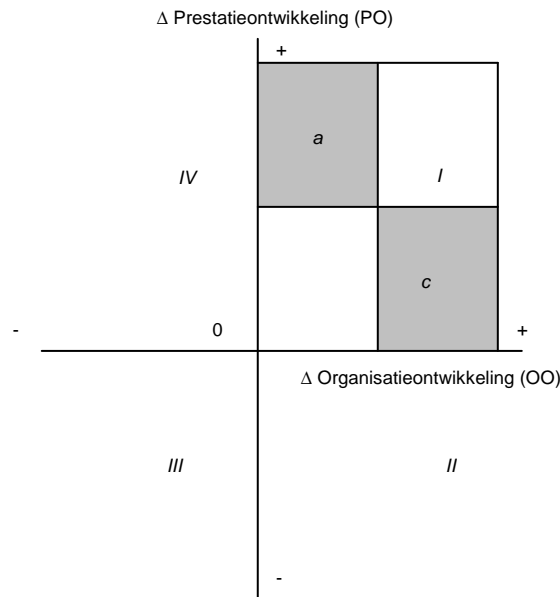 Δ Prestatieontwikkeling (PO)
+
a
IV
I
c
-
0
+
Δ Organisatieontwikkeling (OO)
III
II
-